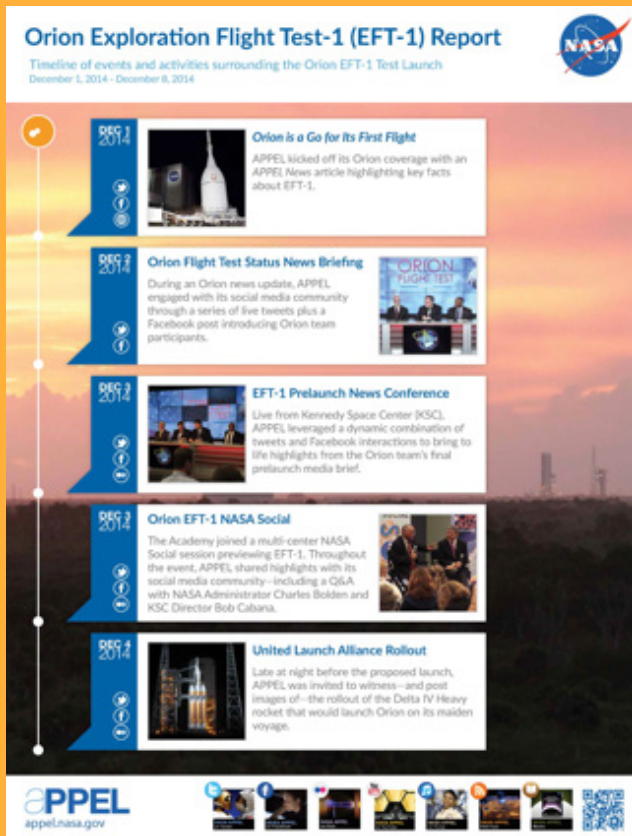 Orion Exploration Flight Test-1 (EFT-1) Report
NASA
Timeline of events and activities surrounding the Orion EFT-1 Test Launch
December 1, 2014 - December 8, 2014
DEC 1
2014
Orion is a Go for Its First Flight
APPEL kicked off its Orion coverage with an
APPEL News article highlighting key facts
about EFT-1.
DEC 2
2014
Orion Flight Test Status News Briefing
During an Orion news update, APPEL
engaged with its social media community
through a series of live tweets plus a
Facebook post introducing Orion team
participants.
ORION
FLIGHT TEST
DEC 3
2014
EFT-1 Prelaunch News Conference
Live from Kennedy Space Center (KSC),
APPEL leveraged a dynamic combination of
tweets and Facebook interactions to bring to
life highlights from the Orion team's final
prelaunch media brief.
DEC 3
2014
Orion EFT-1 NASA Social
The Academy joined a multi-center NASA
Social session previewing EFT-1. Throughout
the event, APPEL shared highlights with its
social media community—including a Q&A
with NASA Administrator Charles Bolden and
KSC Director Bob Cabana.
DEC 4
2014
United Launch Alliance Rollout
Late at night before the proposed launch,
APPEL was invited to witness—and post
images of—the rollout of the Delta IV Heavy
rocket that would launch Orion on its maiden
voyage.
aPPEL
appel.nasa.gov